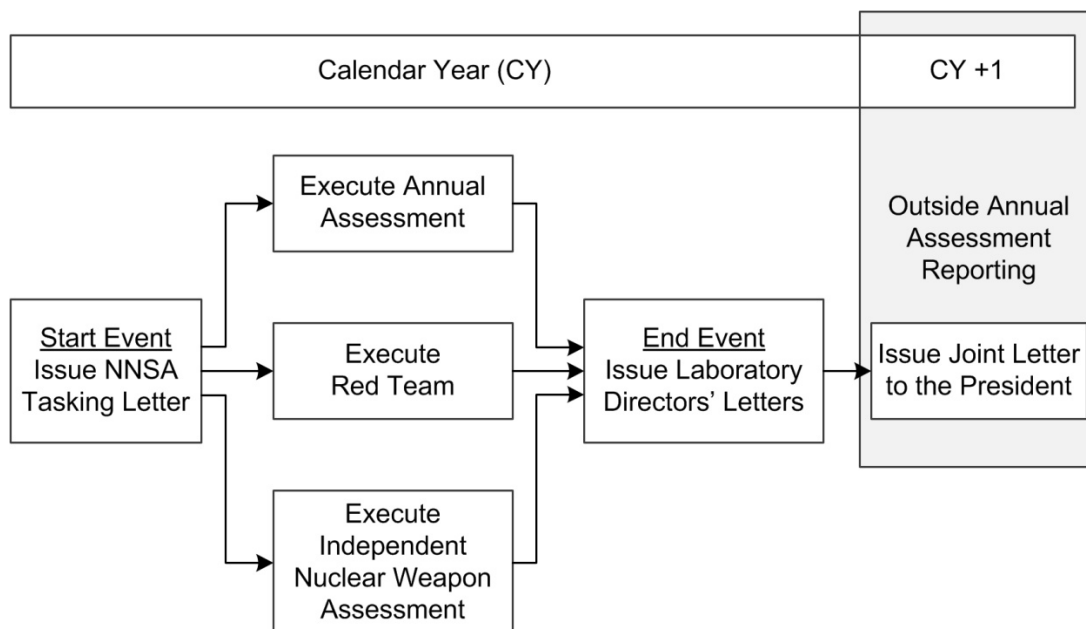 Calendar Year (CY)
CY +1
Execute Annual
Assessment
Outside Annual
Assessment
Reporting
Start Event
Issue NNSA
Tasking Letter
Execute
Red Team
End Event
Issue Laboratory
Directors’ Letters
Issue Joint Letter
to the President
Execute
Independent
Nuclear Weapon
Assessment